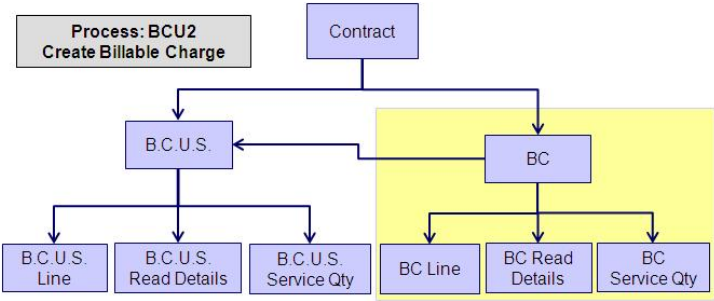 Process: BCU2
Create Billable Charge
Contract
B.C.U.S.
BC
B.C.U.S.
Line
B.C.U.S.
Read Details
B.C.U.S.
Service Qty
BC Line
BC Read
Details
BC
Service Qty